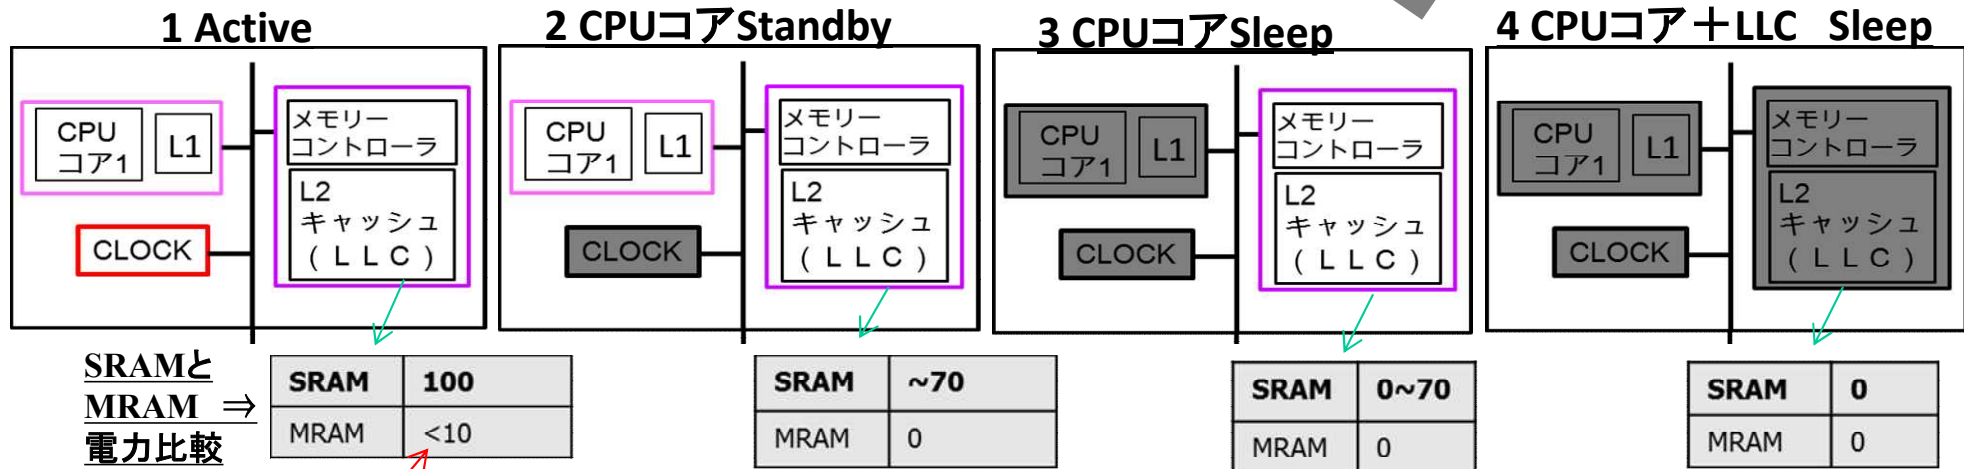 1 Active
CPU
コア1
L1
CLOCK
メモリー
コントローラ
L2
キャッシュ
(LLC)
2 CPUコアStandby
CPU
コア1
L1
CLOCK
メモリー
コントローラ
L2
キャッシュ
(LLC)
3 CPUコアSleep
CPU
コア1
L1
CLOCK
メモリー
コントローラ
L2
キャッシュ
(LLC)
4 CPUコア+LLC Sleep
CPU
コア1
L1
CLOCK
メモリー
コントローラ
L2
キャッシュ
(LLC)
SRAMと
MRAM ⇒
電力比較
SRAM 100
MRAM <10
SRAM ~70
MRAM 0
SRAM 0~70
MRAM 0
SRAM 0
MRAM 0